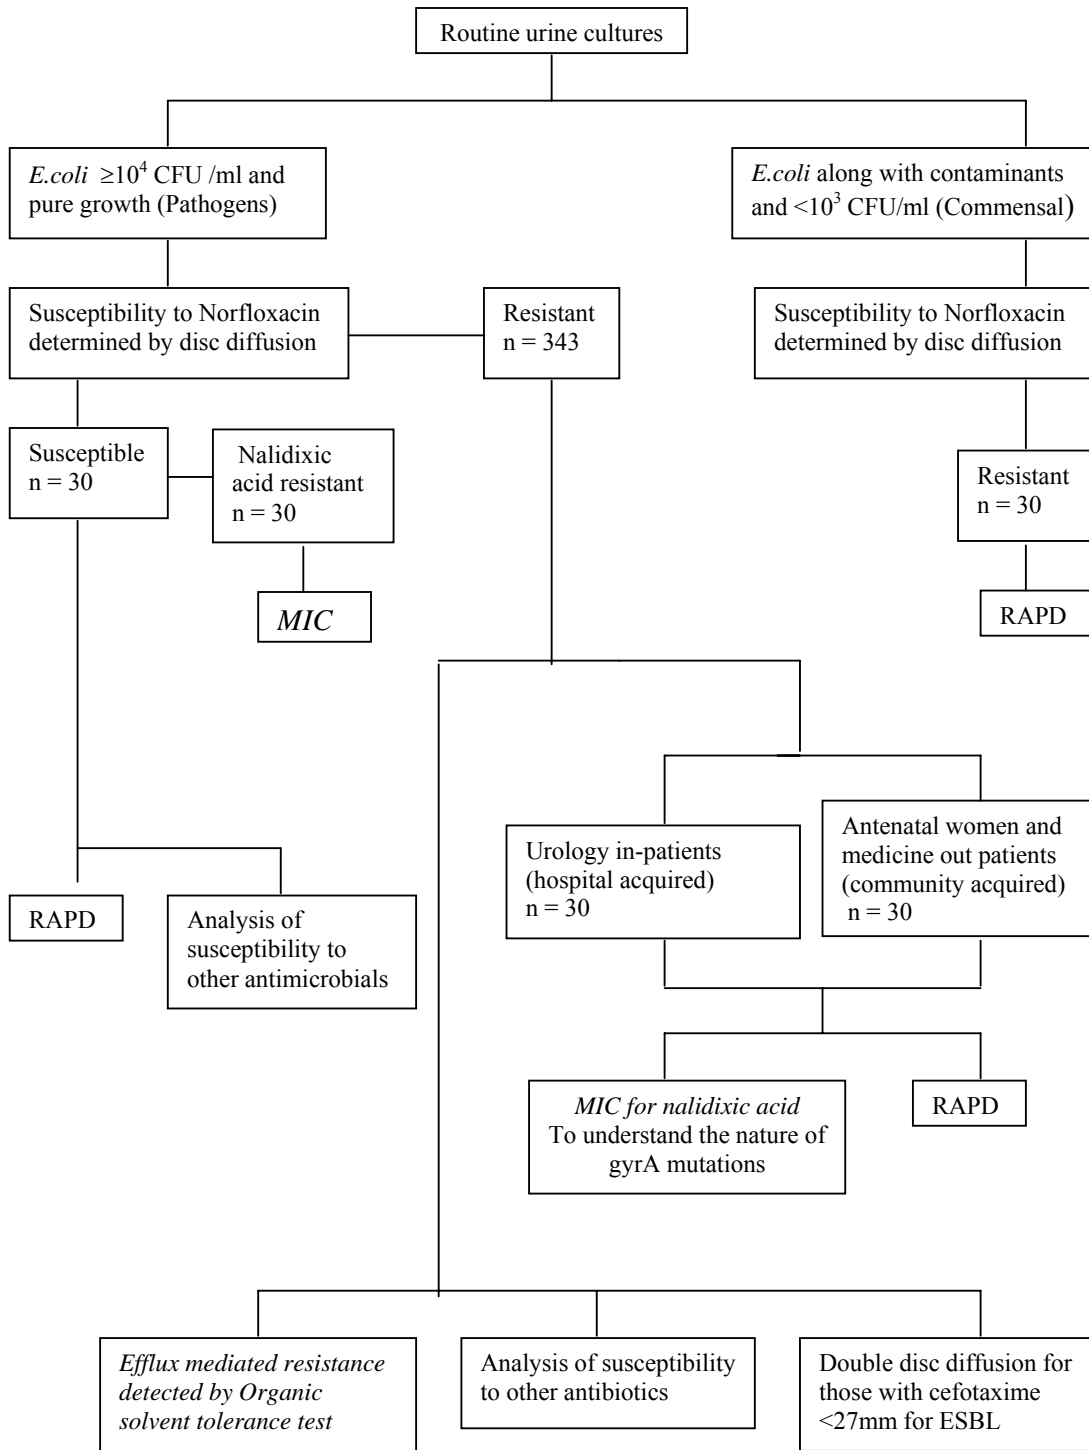 Routine urine cultures
E.coli ≥10⁴ CFU /ml and
pure growth (Pathogens)
E.coli along with contaminants
and <10³ CFU/ml (Commensal)
Susceptibility to Norfloxacin
determined by disc diffusion
Resistant
n = 343
Susceptibility to Norfloxacin
determined by disc diffusion
Susceptible
n = 30
Nalidixic
acid resistant
n = 30
Resistant
n = 30
MIC
RAPD
Urology in-patients
(hospital acquired)
n = 30
Antenatal women and
medicine out patients
(community acquired)
n = 30
RAPD
Analysis of
susceptibility to
other antimicrobials
MIC for nalidixic acid
To understand the nature of
gyrA mutations
RAPD
Efflux mediated resistance
detected by Organic
solvent tolerance test
Analysis of susceptibility
to other antibiotics
Double disc diffusion for
those with cefotaxime
<27mm for ESBL